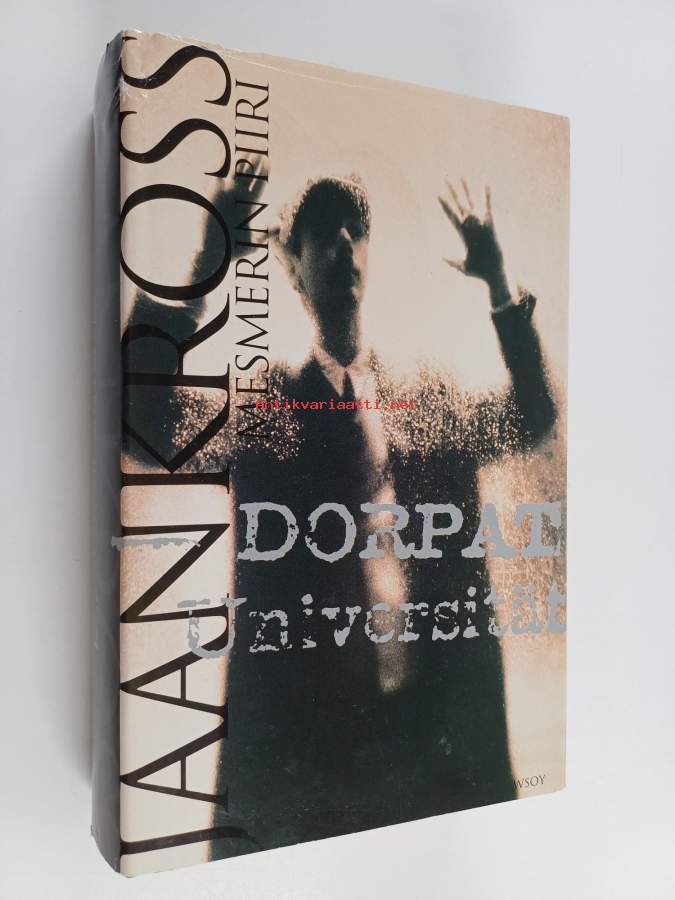 JAAN KROSS
MESMERIN PIIRI
Antikvariaatti.net
DORPAT
Universität
WSOY